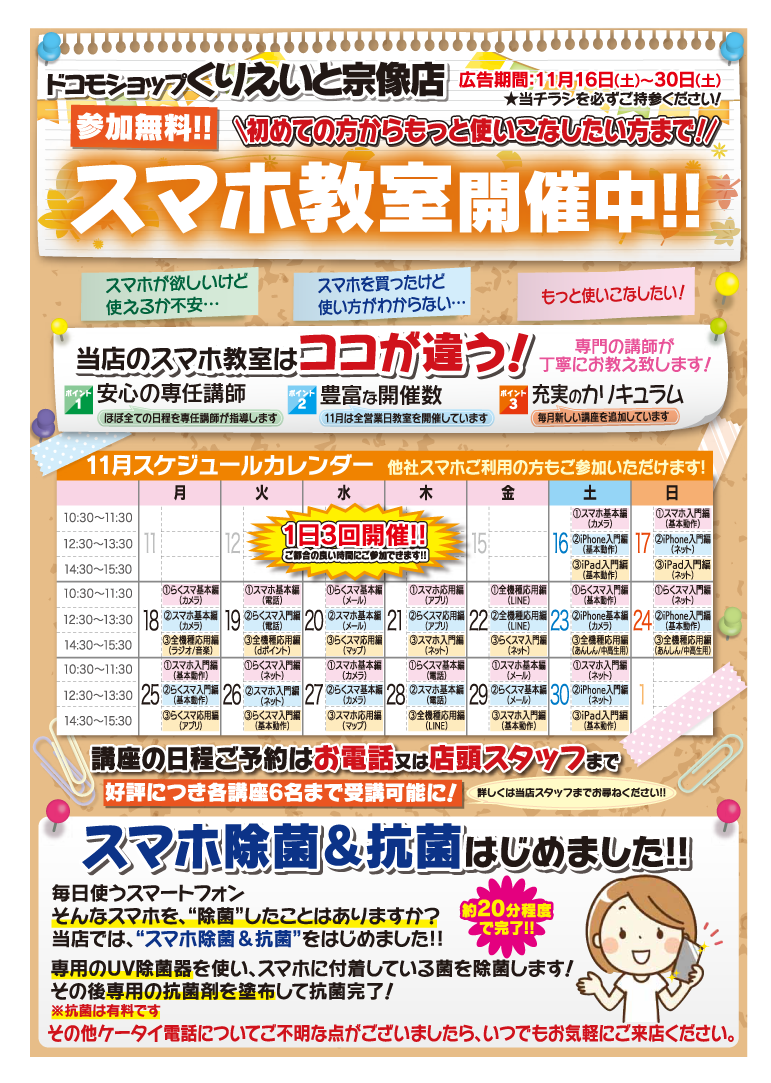 ドコモショップくりえいと宗像店
広告期間:11月16日(土)~30日(土)
★当チラシを必ずご持参ください!
参加無料!!
\初めての方からもっと使いこなしたい方まで!!/
スマホ教室開催中!!
スマホが欲しいけど
使えるか不安…
スマホを買ったけど
使い方がわからない…
もっと使いこなしたい!
当店のスマホ教室はココが違う!
専門の講師が
丁寧にお教え致します!
ポイント1 安心の専任講師
ほぼ全ての日程を専任講師が指導します
ポイント2 豊富な開催数
11月は全営業日教室を開催しています
ポイント3 充実のカリキュラム
毎月新しい講座を追加しています
11月スケジュールカレンダー 他社スマホご利用の方もご参加いただけます!
月 火 水 木 金 土 日
1日3回開催!!
ご都合の良い時間にご参加できます!!
11 12 15 16 17
10:30~11:30 ①スマホ基本編(カメラ) ①スマホ入門編(基本動作)
12:30~13:30 ②iPhone入門編(基本動作) ②iPhone入門編(ネット)
14:30~15:30 ③iPad入門編(基本動作) ③iPad入門編(ネット)
18 19 20 21 22 23 24
10:30~11:30 ①らくスマ基本編(カメラ) ①スマホ基本編(電話) ①らくスマ基本編(メール) ①スマホ応用編(アプリ) ①全機種応用編(LINE) ①らくスマ入門編(基本動作) ①らくスマ入門編(ネット)
12:30~13:30 ②スマホ基本編(カメラ) ②らくスマ入門編(電話) ②スマホ基本編(メール) ②らくスマ応用編(アプリ) ②全機種応用編(LINE) ②iPhone基本編(カメラ) ②iPhone入門編(基本動作)
14:30~15:30 ③全機種応用編(ラジオ/音楽) ③全機種応用編(dポイント) ③らくスマ応用編(マップ) ③スマホ入門編(ネット) ③らくスマ入門編(ネット) ③全機種応用編(あんしん/中高生用) ③全機種応用編(あんしん/中高生用)
25 26 27 28 29 30 1
10:30~11:30 ①スマホ入門編(基本動作) ①らくスマ入門編(ネット) ①スマホ基本編(カメラ) ①らくスマ基本編(電話) ①スマホ基本編(メール) ①スマホ入門編(ネット)
12:30~13:30 ②らくスマ入門編(基本動作) ②スマホ入門編(ネット) ②らくスマ基本編(カメラ) ②スマホ基本編(電話) ②らくスマ基本編(メール) ②iPhone入門編(ネット)
14:30~15:30 ③らくスマ応用編(アプリ) ③らくスマ入門編(基本動作) ③スマホ応用編(マップ) ③全機種応用編(LINE) ③スマホ入門編(基本動作) ③iPad入門編(基本動作)
講座の日程ご予約はお電話又は店頭スタッフまで
好評につき各講座6名まで受講可能に!
詳しくは当店スタッフまでお尋ねください!!
スマホ除菌&抗菌はじめました!!
毎日使うスマートフォン
そんなスマホを、“除菌”したことはありますか?
当店では、“スマホ除菌&抗菌”をはじめました!!
約20分程度
で完了!!
専用のUV除菌器を使い、スマホに付着している菌を除菌します!
その後専用の抗菌剤を塗布して抗菌完了!
※抗菌は有料です
その他ケータイ電話についてご不明な点がございましたら、いつでもお気軽にご来店ください。